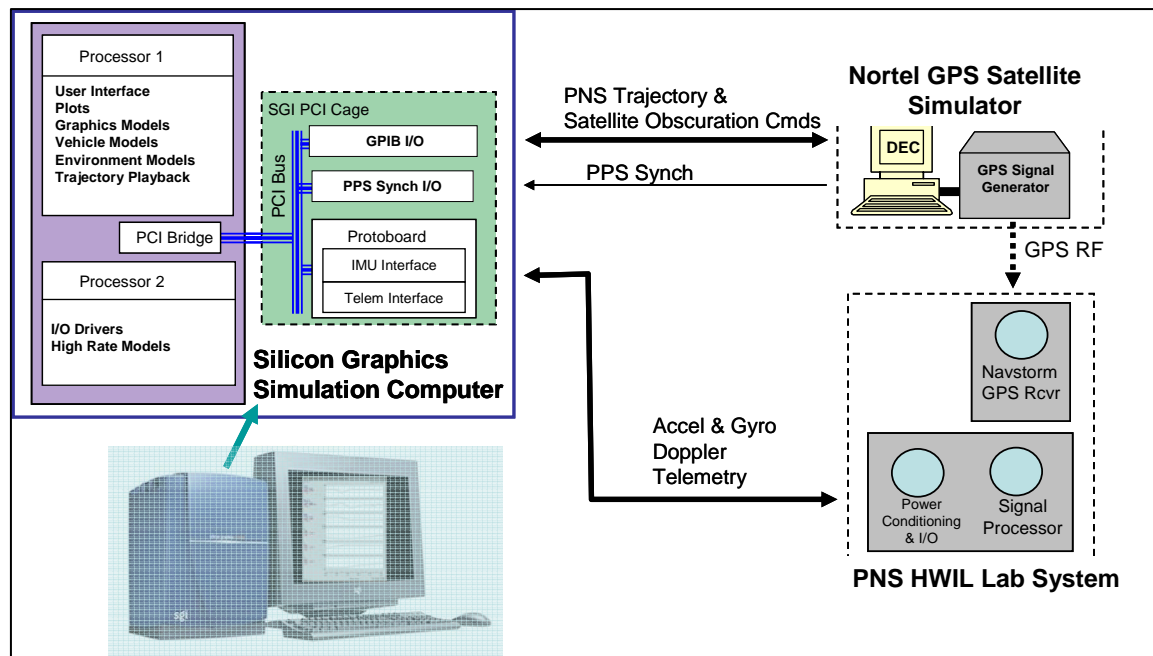 Processor 1
User Interface
Plots
Graphics Models
Vehicle Models
Environment Models
Trajectory Playback
PCI Bridge
Processor 2
I/O Drivers
High Rate Models
SGI PCI Cage
PCI Bus
GPIB I/O
PPS Synch I/O
Protoboard
IMU Interface
Telem Interface
Silicon Graphics
Simulation Computer
sgi
PNS Trajectory &
Satellite Obscuration Cmds
PPS Synch
Accel & Gyro
Doppler
Telemetry
Nortel GPS Satellite
Simulator
DEC
GPS Signal
Generator
GPS RF
Navstorm
GPS Rcvr
Power
Conditioning
& I/O
Signal
Processor
PNS HWIL Lab System